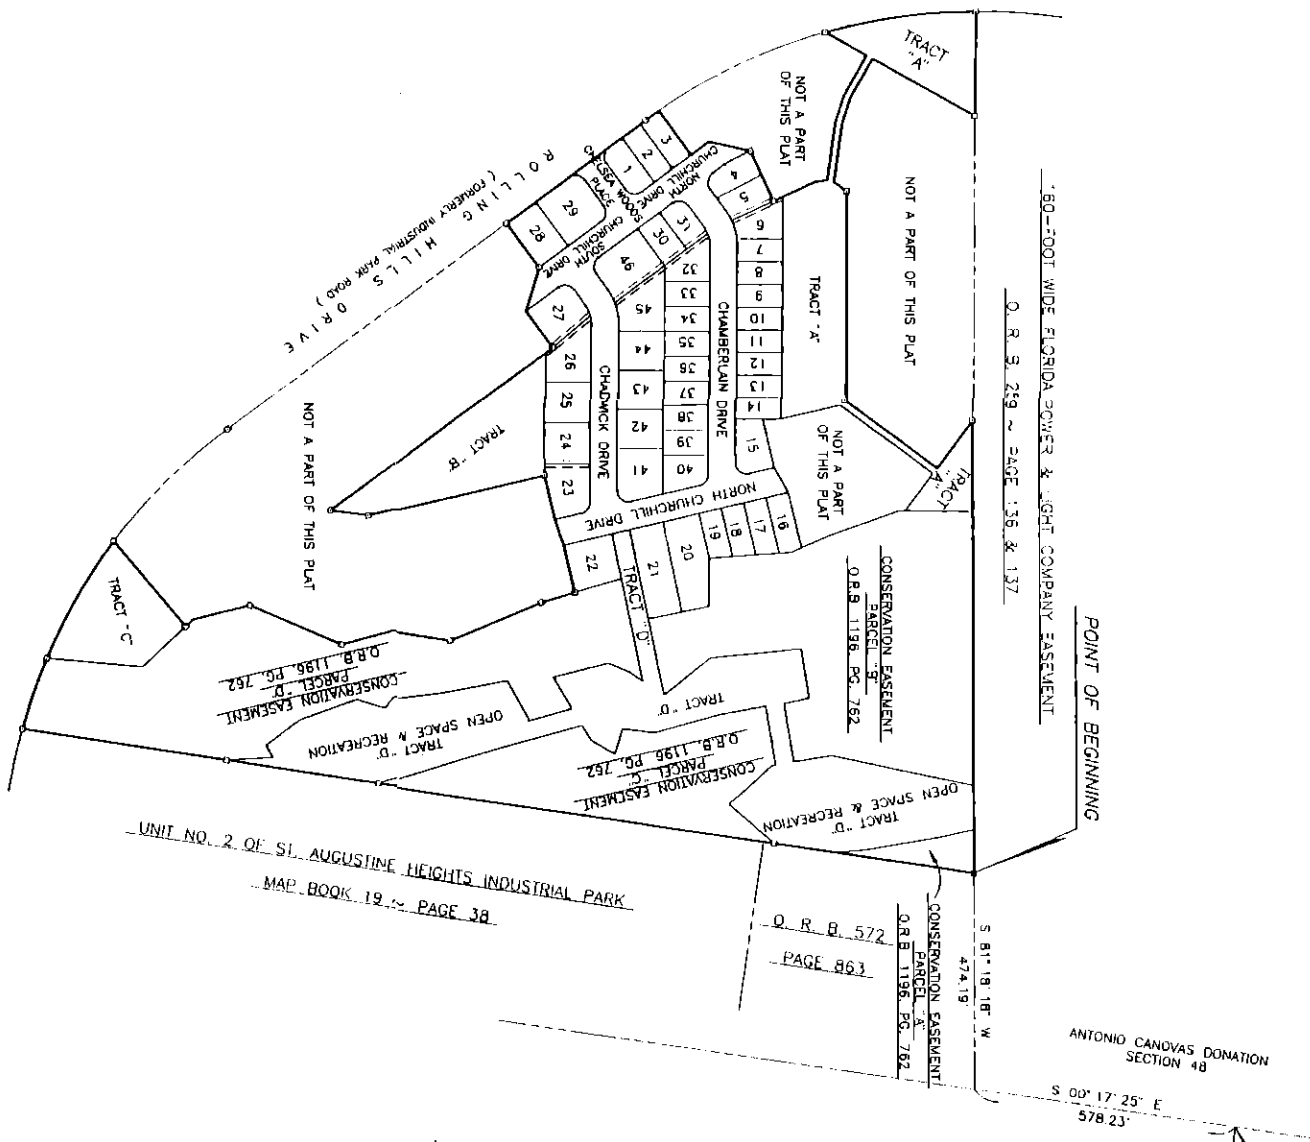 TRACT
"A"
NOT A PART
OF THIS PLAT
NOT A PART OF THIS PLAT
160-FOOT WIDE FLORIDA POWER & LIGHT COMPANY EASEMENT
O. R. B. 259 ~ PAGE 136 & 137
POINT OF BEGINNING
ROLLING HILLS DRIVE
( FORMERLY INDUSTRIAL PARK ROAD )
CHELSEA WOODS
PLACE
NORTH
CHURCHILL DRIVE
SOUTH
CHURCHILL DRIVE
1
2
3
4
5
6
7
8
9
10
11
12
13
14
15
16
17
18
19
20
21
22
23
24
25
26
27
28
29
30
31
32
33
34
35
36
37
38
39
40
41
42
43
44
45
46
CHAMBERLAIN DRIVE
CHADWICK DRIVE
NORTH CHURCHILL DRIVE
TRACT "A"
NOT A PART
OF THIS PLAT
TRACT
"A"
TRACT "B"
NOT A PART OF THIS PLAT
TRACT "C"
TRACT "D"
TRACT "D"
CONSERVATION EASEMENT
PARCEL "B"
O.R.B. 1196, PG. 762
CONSERVATION EASEMENT
PARCEL "D"
O.R.B. 1196, PG. 762
TRACT "D"
OPEN SPACE & RECREATION
CONSERVATION EASEMENT
PARCEL "C"
O.R.B. 1196, PG. 762
TRACT "D"
OPEN SPACE & RECREATION
UNIT NO. 2 OF ST. AUGUSTINE HEIGHTS INDUSTRIAL PARK
MAP BOOK 19 ~ PAGE 38
O. R. B. 572
PAGE 863
CONSERVATION EASEMENT
PARCEL "A"
O.R.B. 1196, PG. 762
S 81° 18' 18" W
474.19'
ANTONIO CANOVAS DONATION
SECTION 48
S 00° 17' 25" E
578.23'